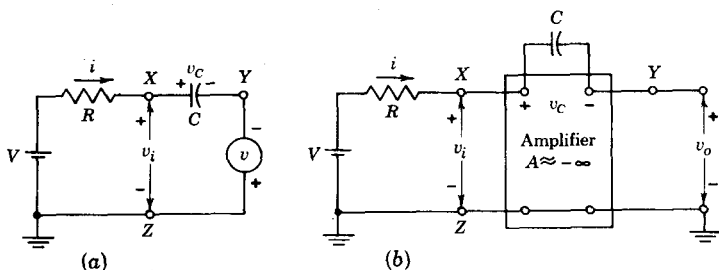 i
R
X
+
v_C
-
C
Y
V
+
v_i
-
-
v
+
Z
(a)
C
i
R
X
+
v_C
-
Y
V
+
v_i
-
Amplifier
A ≈ -∞
+
v_o
-
Z
(b)